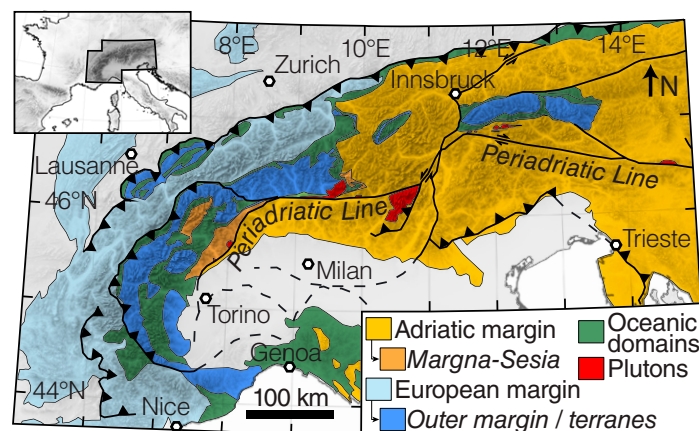 8°E
10°E
12°E
14°E
Zurich
Innsbruck
N
Lausanne
Periadriatic Line
46°N
Periadriatic Line
Trieste
Milan
Torino
Genoa
44°N
Nice
100 km
Adriatic margin
Margna-Sesia
European margin
Outer margin / terranes
Oceanic
domains
Plutons